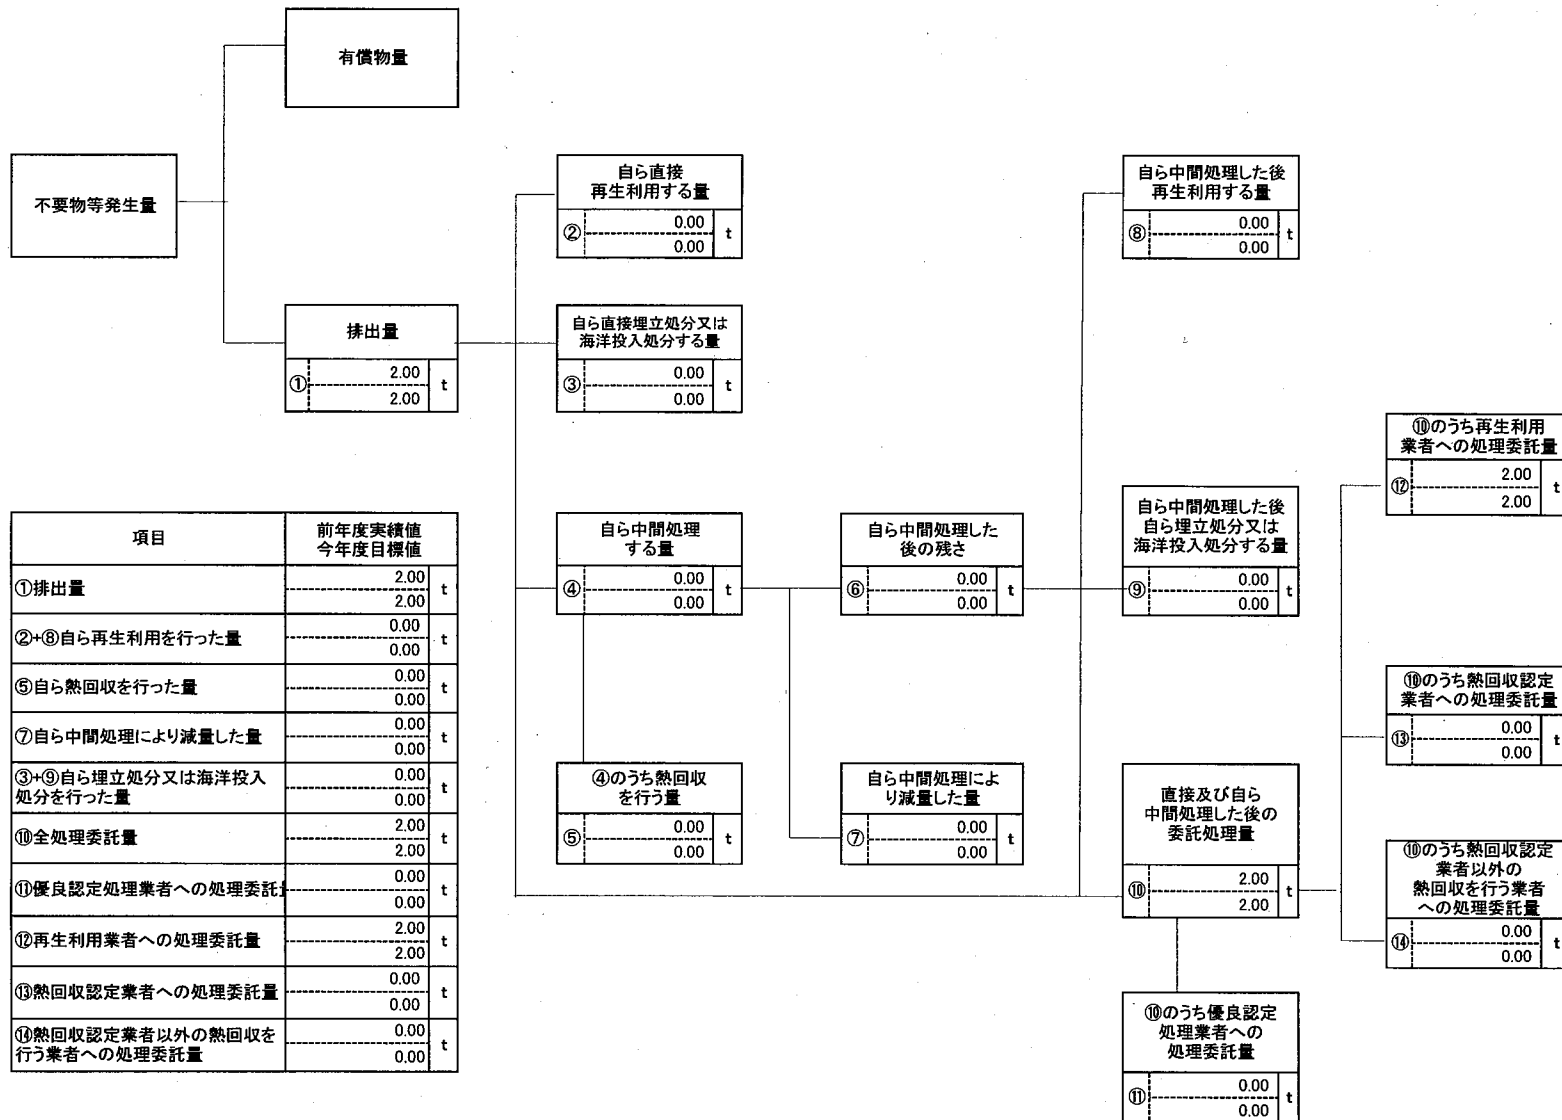 有償物量
不要物等発生量
自ら直接
再生利用する量
②
0.00
0.00
t
自ら中間処理した後
再生利用する量
⑧
0.00
0.00
t
排出量
①
2.00
2.00
t
自ら直接埋立処分又は
海洋投入処分する量
③
0.00
0.00
t
⑩のうち再生利用
業者への処理委託量
⑫
2.00
2.00
t
自ら中間処理
する量
④
0.00
0.00
t
自ら中間処理した
後の残さ
⑥
0.00
0.00
t
自ら中間処理した後
自ら埋立処分又は
海洋投入処分する量
⑨
0.00
0.00
t
⑩のうち熱回収認定
業者への処理委託量
⑬
0.00
0.00
t
④のうち熱回収
を行う量
⑤
0.00
0.00
t
自ら中間処理によ
り減量した量
⑦
0.00
0.00
t
直接及び自ら
中間処理した後の
委託処理量
⑩
2.00
2.00
t
⑩のうち熱回収認定
業者以外の
熱回収を行う業者
への処理委託量
⑭
0.00
0.00
t
⑩のうち優良認定
処理業者への
処理委託量
⑪
0.00
0.00
t
項目
前年度実績値
今年度目標値
①排出量
2.00
2.00
t
②+⑧自ら再生利用を行った量
0.00
0.00
t
⑤自ら熱回収を行った量
0.00
0.00
t
⑦自ら中間処理により減量した量
0.00
0.00
t
③+⑨自ら埋立処分又は海洋投入
処分を行った量
0.00
0.00
t
⑩全処理委託量
2.00
2.00
t
⑪優良認定処理業者への処理委託
0.00
0.00
t
⑫再生利用業者への処理委託量
2.00
2.00
t
⑬熱回収認定業者への処理委託量
0.00
0.00
t
⑭熱回収認定業者以外の熱回収を
行う業者への処理委託量
0.00
0.00
t